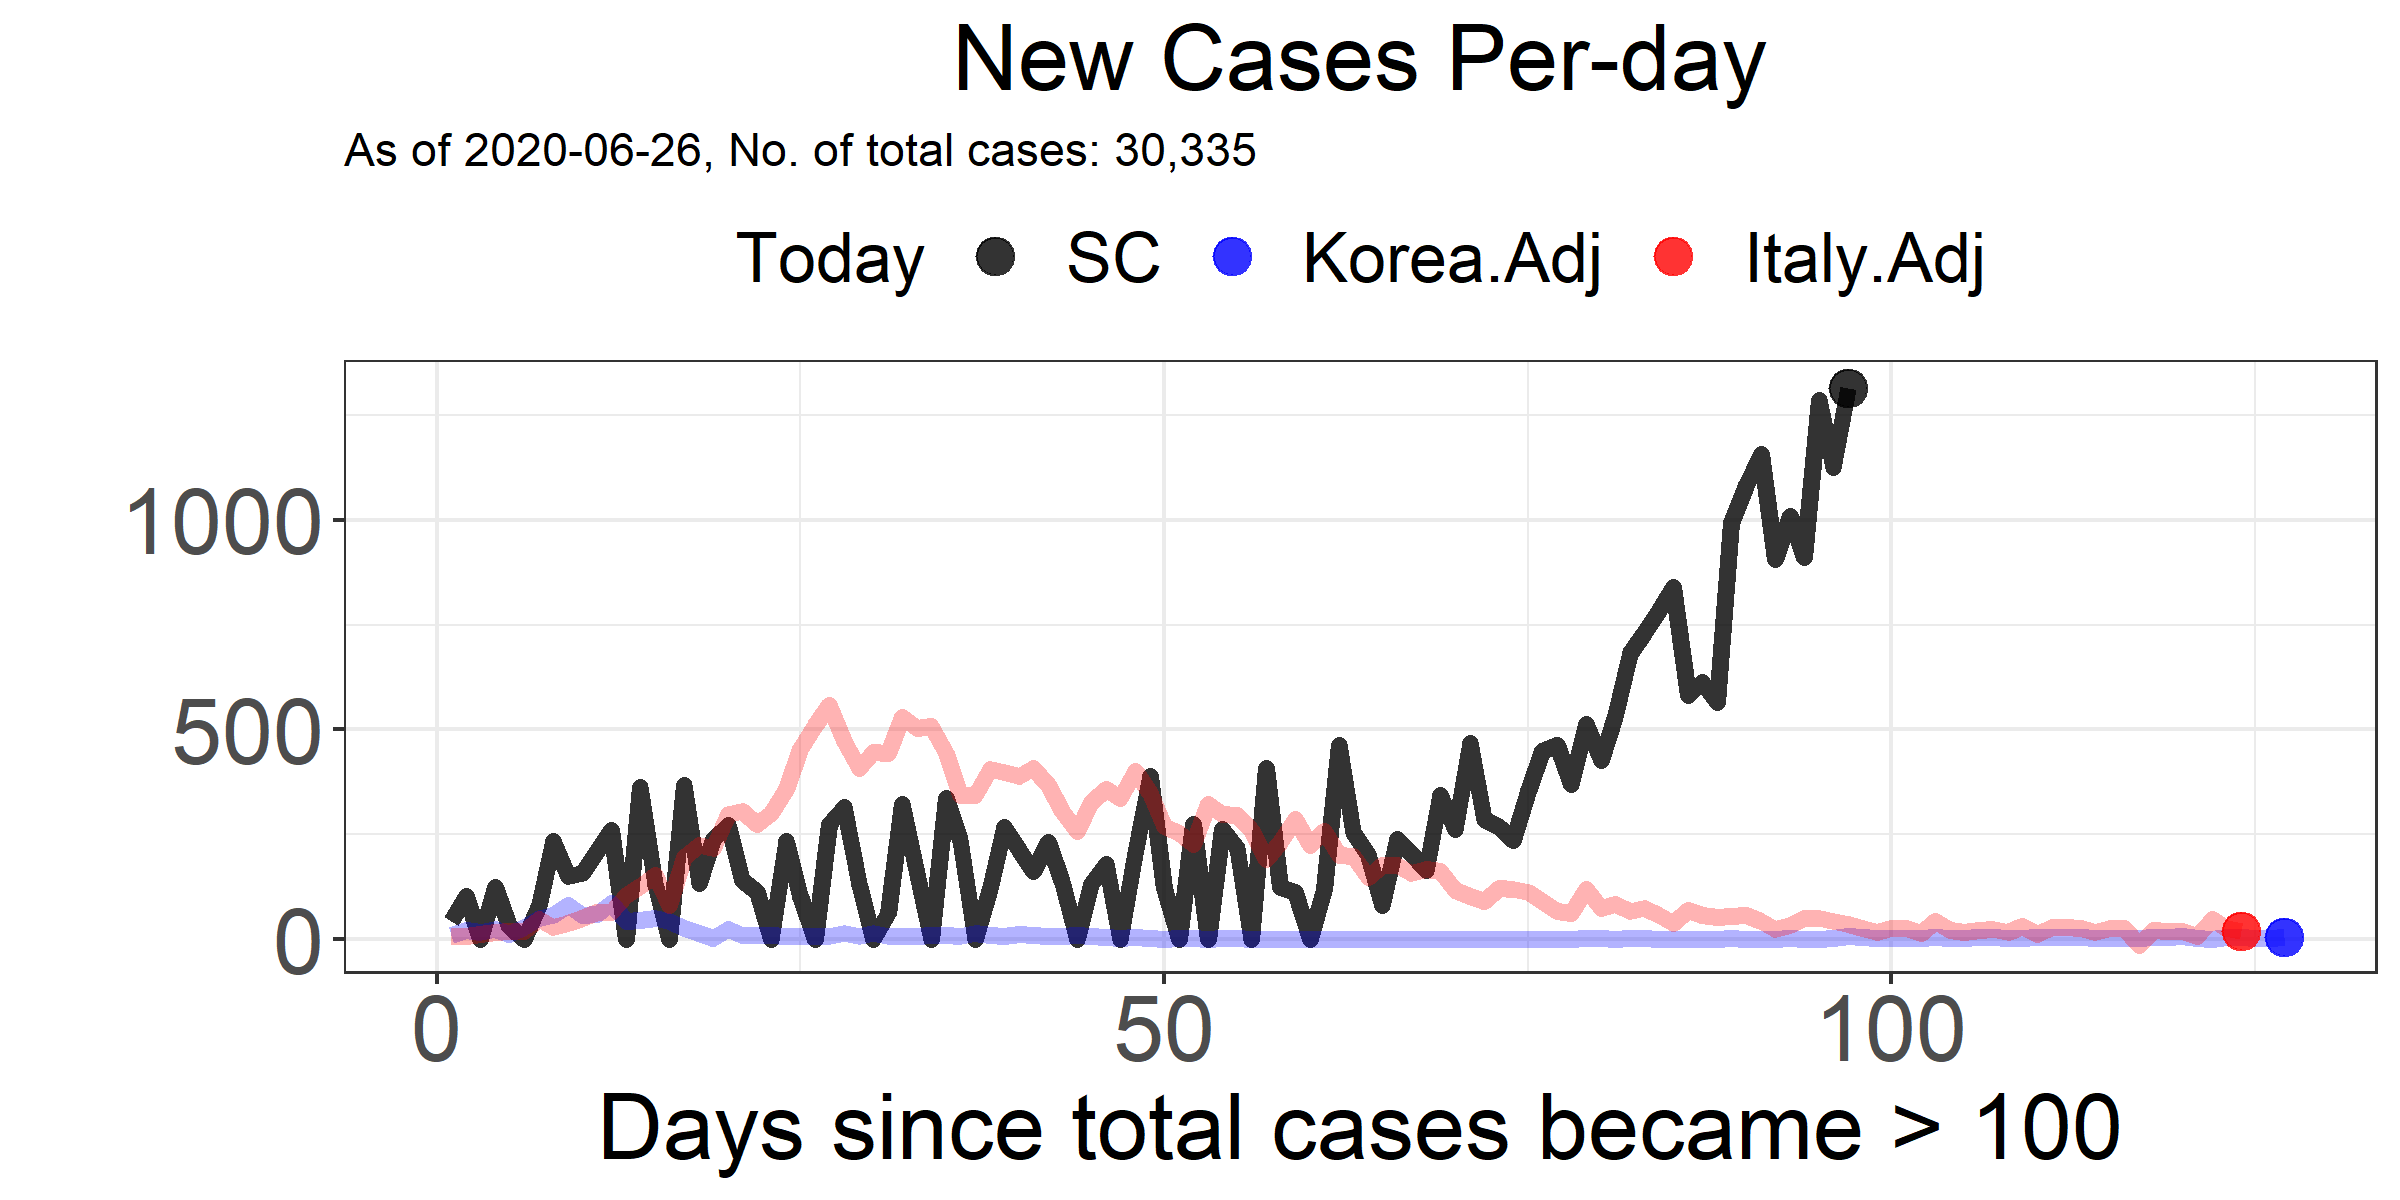 New Cases Per-day
As of 2020-06-26, No. of total cases: 30,335
Today SC Korea.Adj Italy.Adj
1000
500
0
0 50 100
Days since total cases became > 100